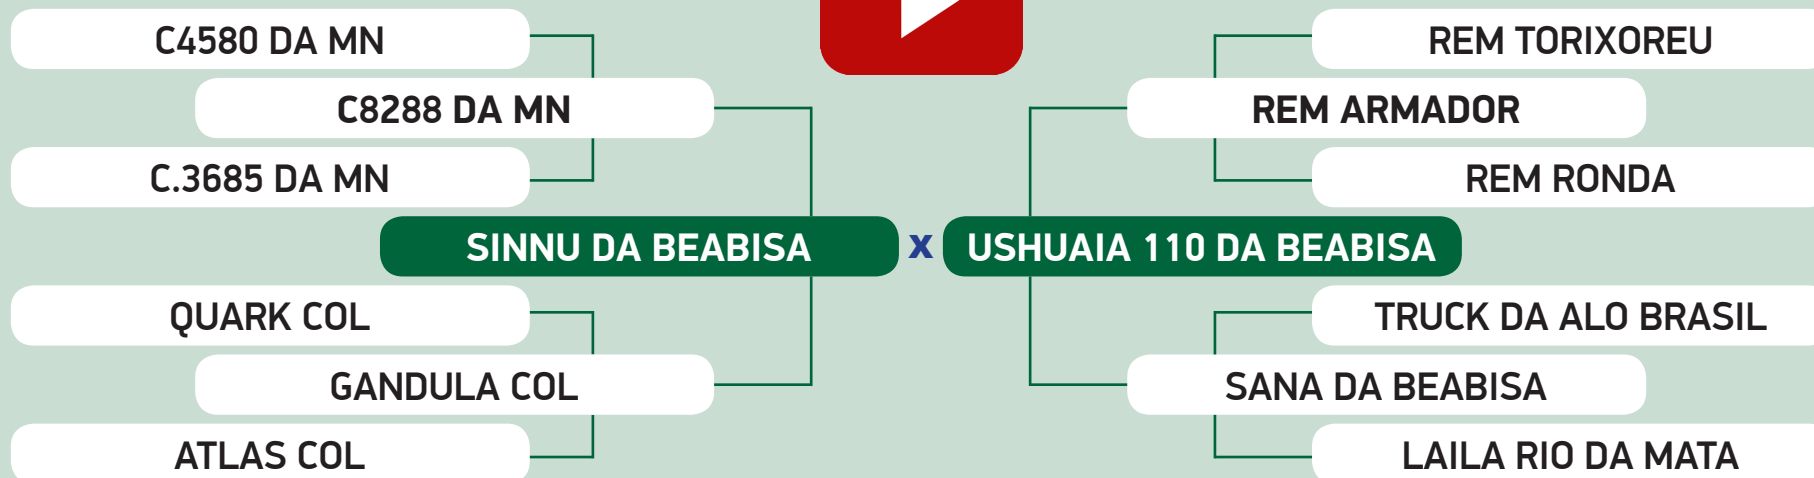 C4580 DA MN
REM TORIXOREU
C8288 DA MN
REM ARMADOR
C.3685 DA MN
REM RONDA
SINNU DA BEABISA x USHUAIA 110 DA BEABISA
QUARK COL
TRUCK DA ALO BRASIL
GANDULA COL
SANA DA BEABISA
ATLAS COL
LAILA RIO DA MATA